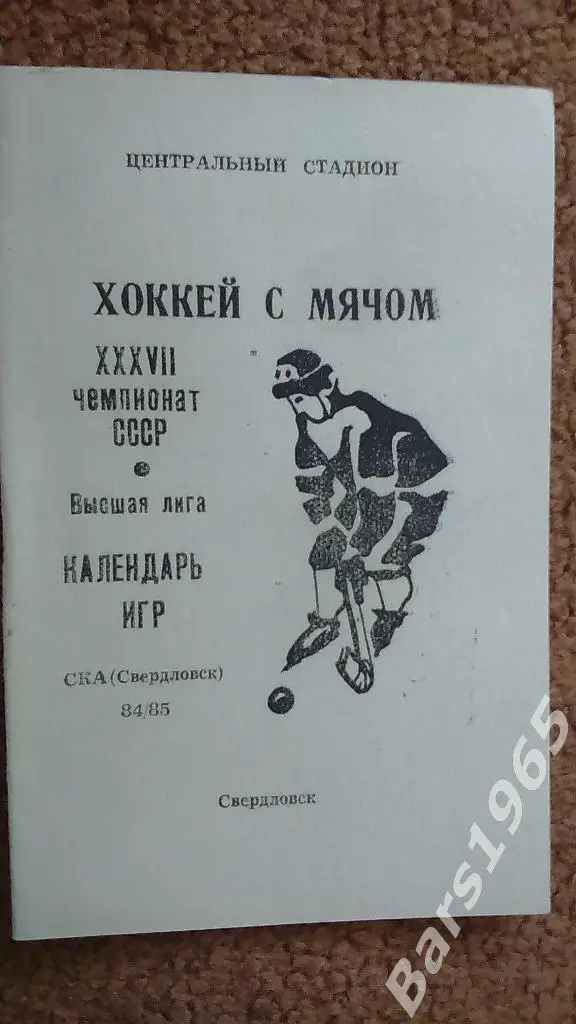 ЦЕНТРАЛЬНЫЙ СТАДИОН
ХОККЕЙ С МЯЧОМ
XXXVII
чемпионат
СССР
Высшая лига
КАЛЕНДАРЬ
ИГР
СКА (Свердловск)
84/85
Свердловск
Bars1965